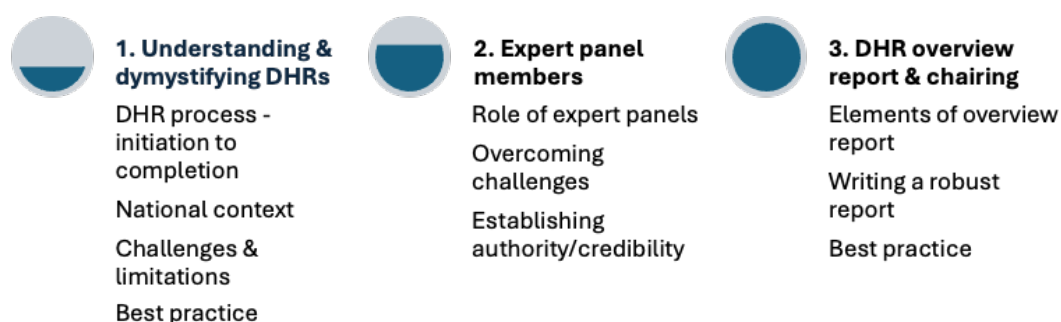 1. Understanding &
dymystifying DHRs
DHR process -
initiation to
completion
National context
Challenges &
limitations
Best practice
2. Expert panel
members
Role of expert panels
Overcoming
challenges
Establishing
authority/credibility
3. DHR overview
report & chairing
Elements of overview
report
Writing a robust
report
Best practice